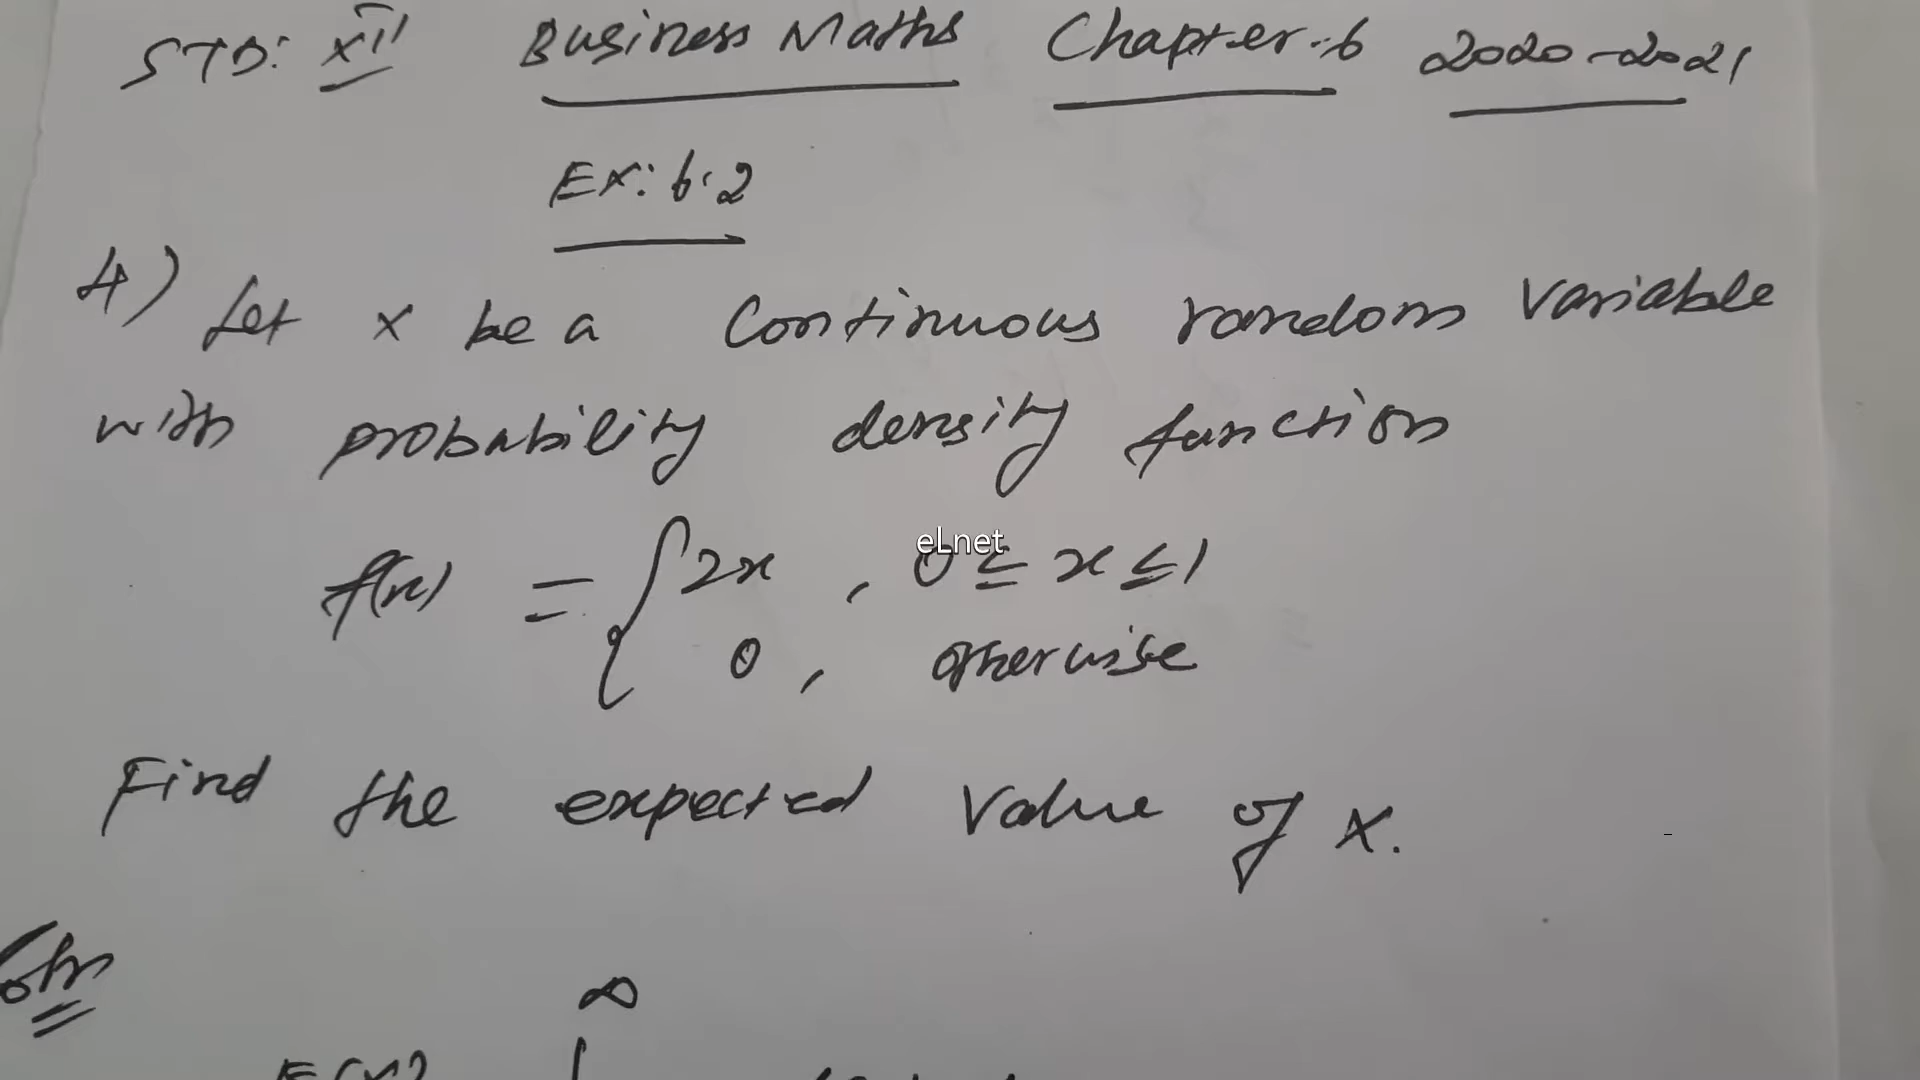 STD: XII Business Maths Chapter-6 2020-2021
Ex: 6.2
4) Let x be a Continuous random Variable
with probability density function
f(x) = { 2x , 0 ≤ x ≤ 1
0 , otherwise
eLnet
Find the expected Value of X.
Soln
∞
E(x)